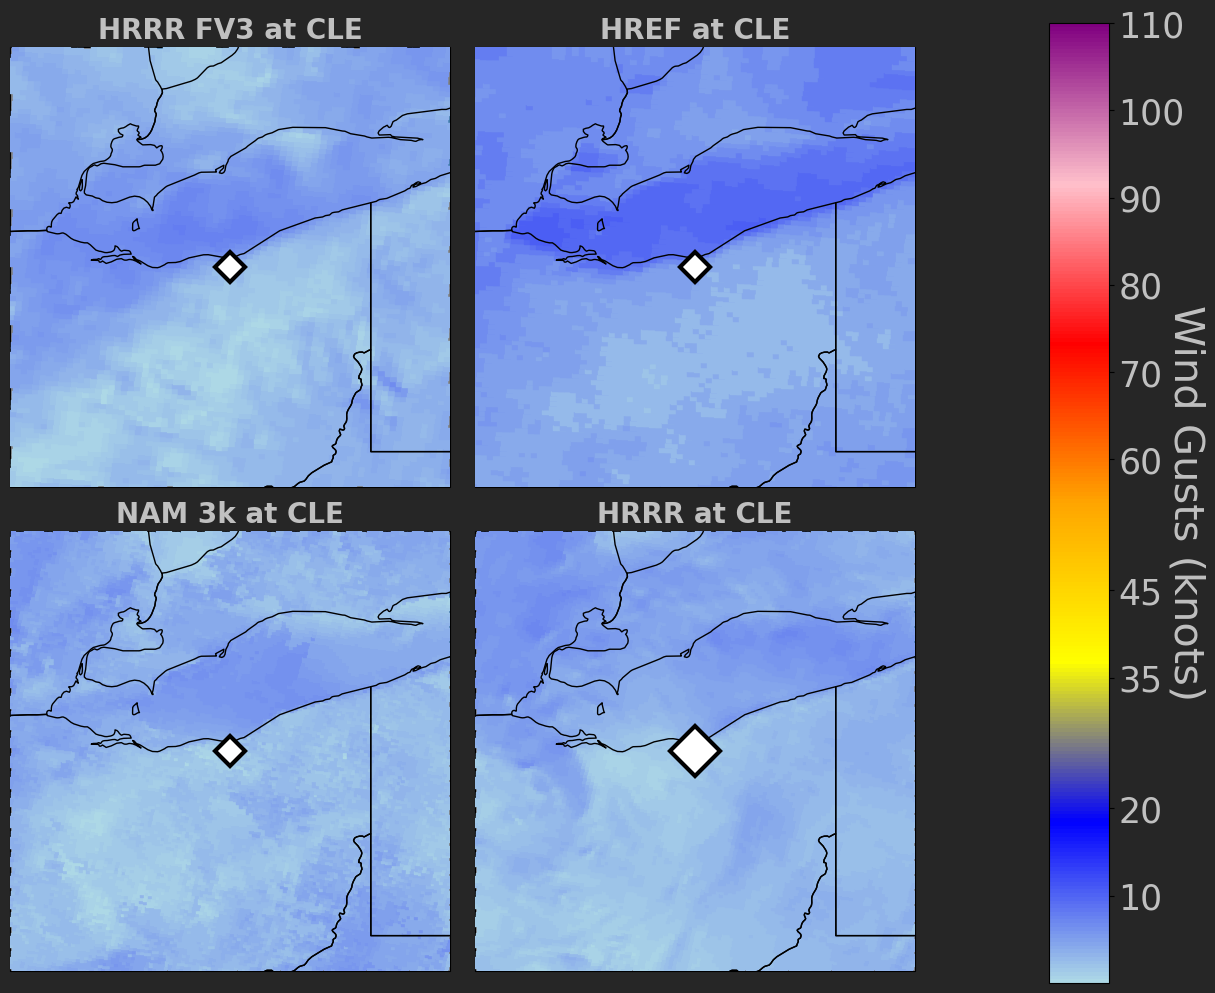 HRRR FV3 at CLE
HREF at CLE
NAM 3k at CLE
HRRR at CLE
110
100
90
80
70
60
45
35
20
10
Wind Gusts (knots)